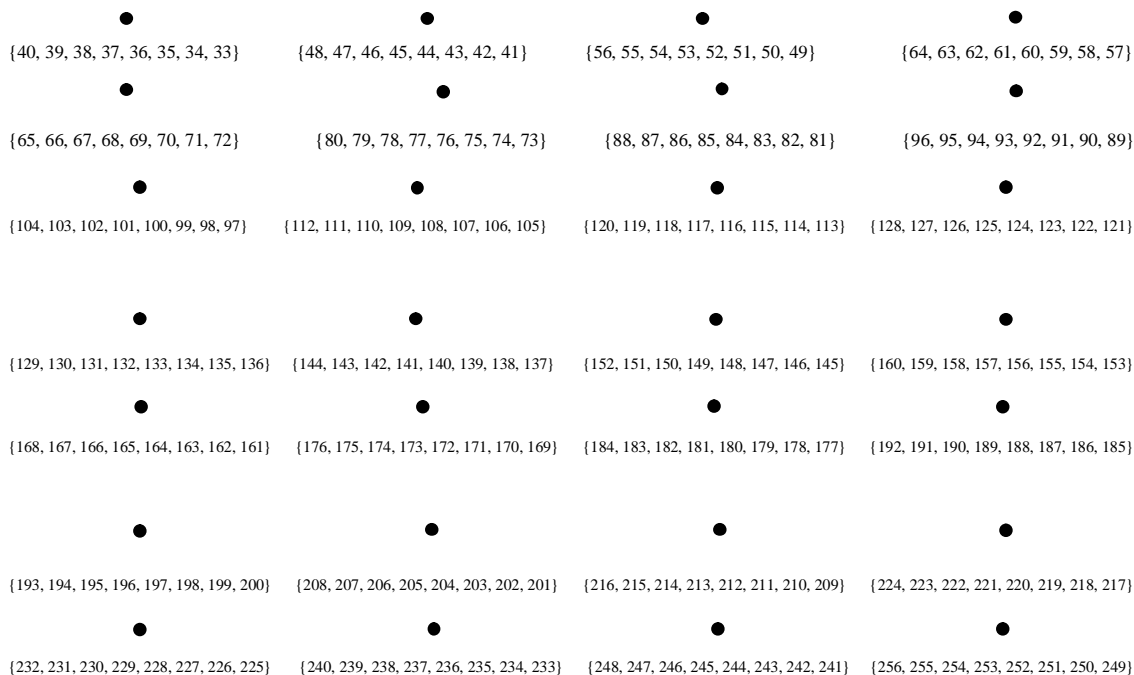 {40, 39, 38, 37, 36, 35, 34, 33} {48, 47, 46, 45, 44, 43, 42, 41} {56, 55, 54, 53, 52, 51, 50, 49} {64, 63, 62, 61, 60, 59, 58, 57}
{65, 66, 67, 68, 69, 70, 71, 72} {80, 79, 78, 77, 76, 75, 74, 73} {88, 87, 86, 85, 84, 83, 82, 81} {96, 95, 94, 93, 92, 91, 90, 89}
{104, 103, 102, 101, 100, 99, 98, 97} {112, 111, 110, 109, 108, 107, 106, 105} {120, 119, 118, 117, 116, 115, 114, 113} {128, 127, 126, 125, 124, 123, 122, 121}
{129, 130, 131, 132, 133, 134, 135, 136} {144, 143, 142, 141, 140, 139, 138, 137} {152, 151, 150, 149, 148, 147, 146, 145} {160, 159, 158, 157, 156, 155, 154, 153}
{168, 167, 166, 165, 164, 163, 162, 161} {176, 175, 174, 173, 172, 171, 170, 169} {184, 183, 182, 181, 180, 179, 178, 177} {192, 191, 190, 189, 188, 187, 186, 185}
{193, 194, 195, 196, 197, 198, 199, 200} {208, 207, 206, 205, 204, 203, 202, 201} {216, 215, 214, 213, 212, 211, 210, 209} {224, 223, 222, 221, 220, 219, 218, 217}
{232, 231, 230, 229, 228, 227, 226, 225} {240, 239, 238, 237, 236, 235, 234, 233} {248, 247, 246, 245, 244, 243, 242, 241} {256, 255, 254, 253, 252, 251, 250, 249}